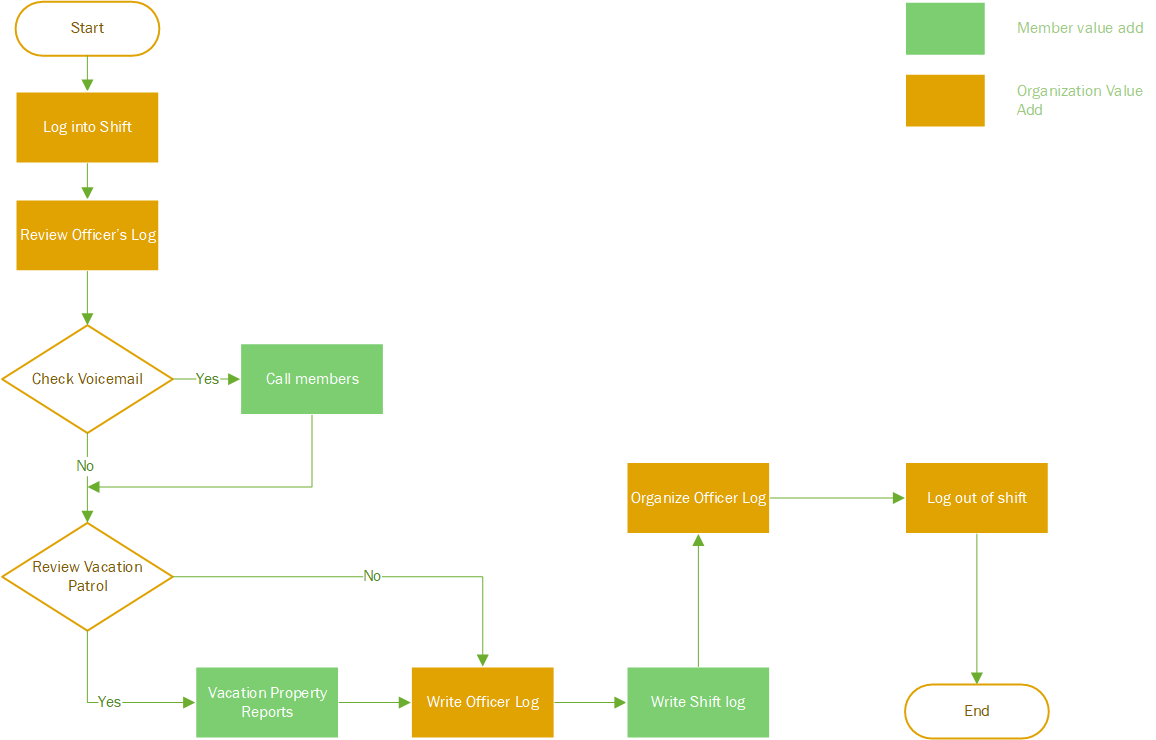 Start
Member value add
Organization Value
Add
Log into Shift
Review Officer's Log
Check Voicemail
Yes
Call members
No
Organize Officer Log
Log out of shift
Review Vacation
Patrol
No
Yes
Vacation Property
Reports
Write Officer Log
Write Shift log
End